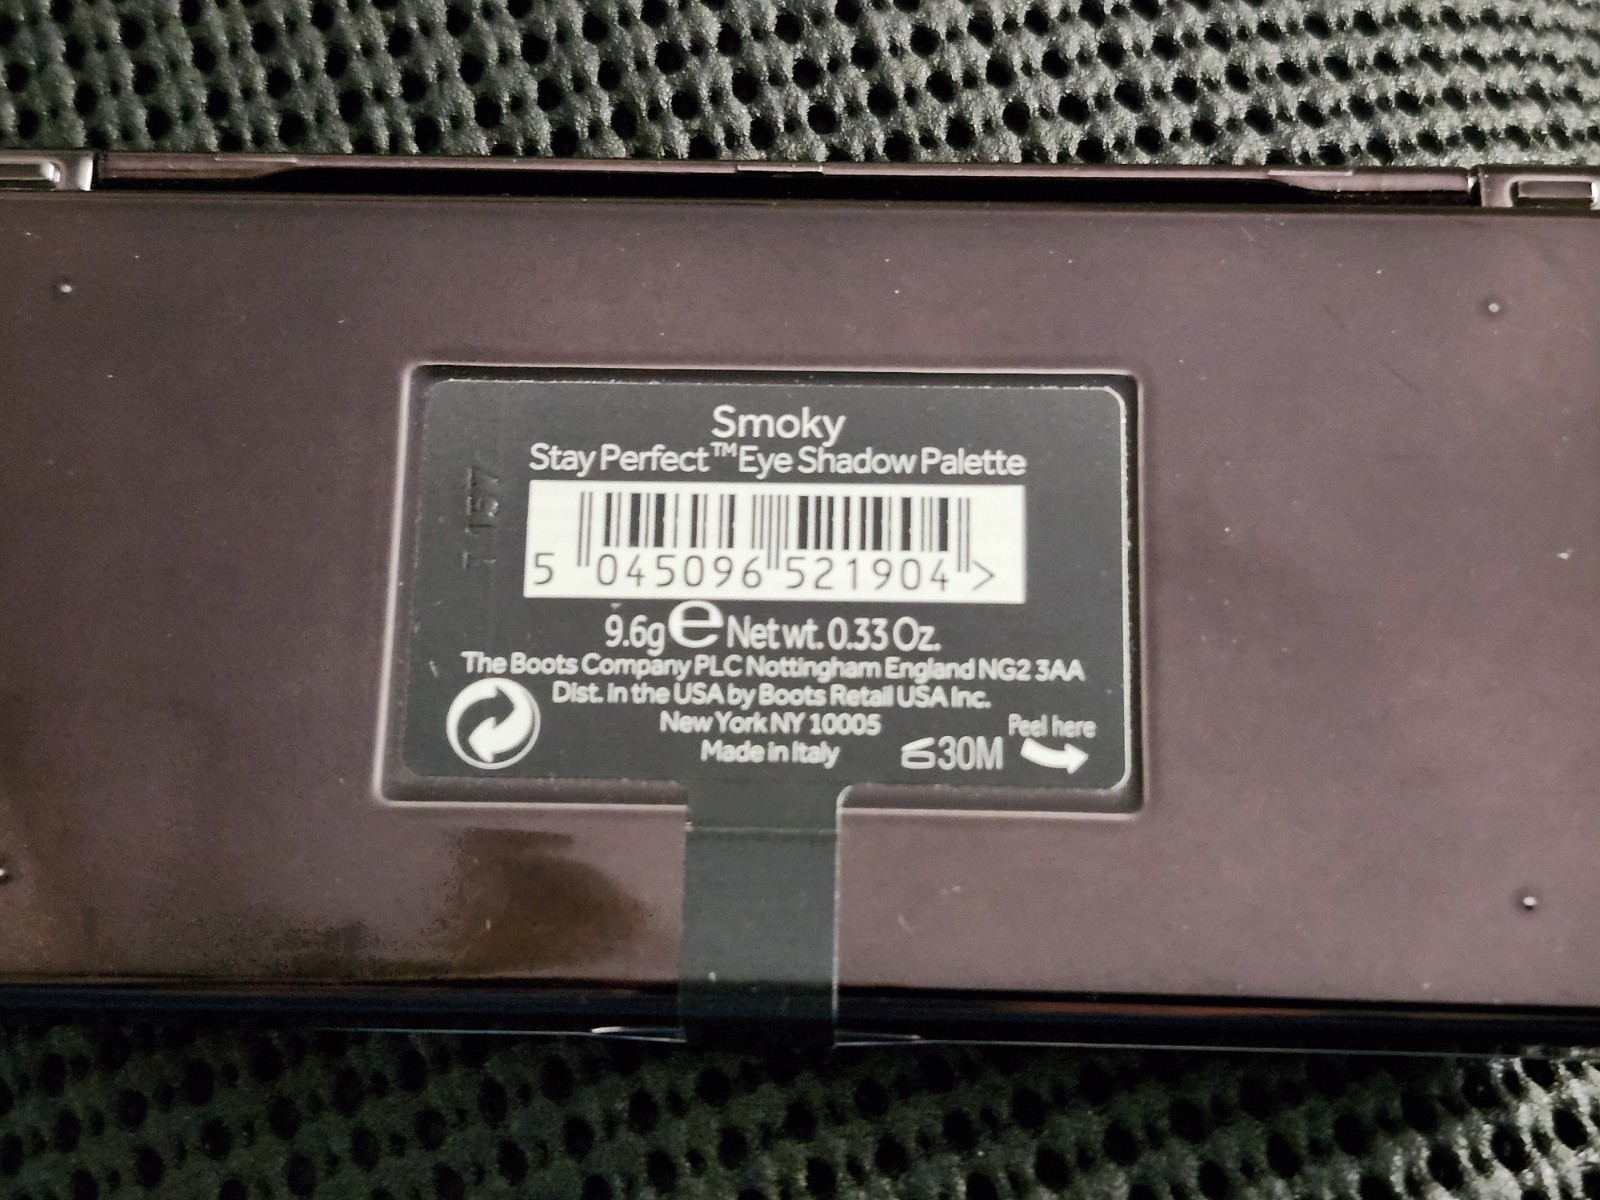 Smoky
Stay Perfect™ Eye Shadow Palette
T 157
5 045096 521904 >
9.6g e Net wt. 0.33 Oz.
The Boots Company PLC Nottingham England NG2 3AA
Dist. in the USA by Boots Retail USA Inc.
New York NY 10005
Made in Italy
30M
Peel here